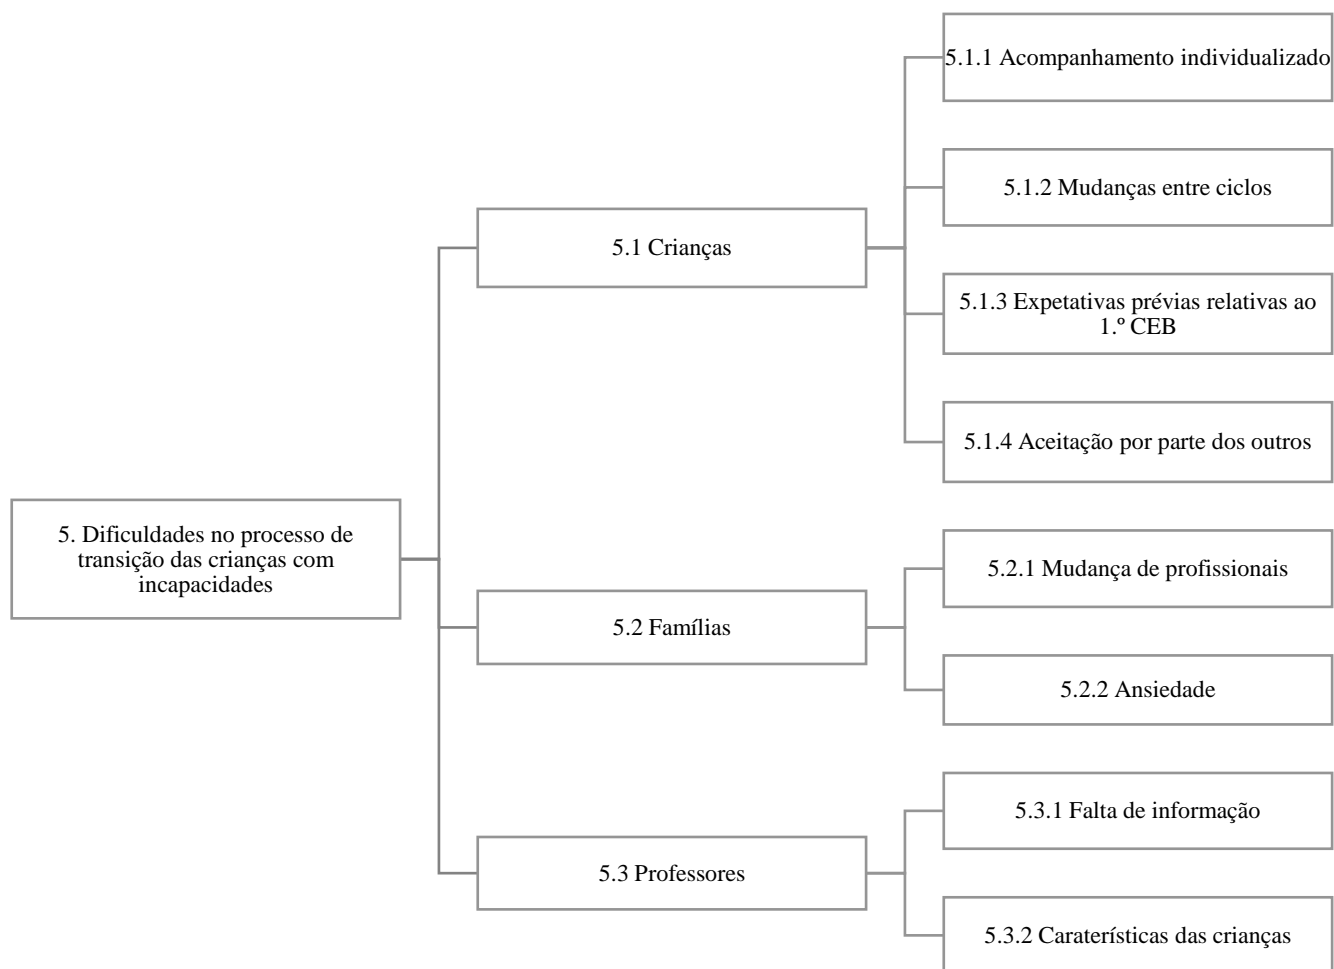 5. Dificuldades no processo de
transição das crianças com
incapacidades
5.1 Crianças
5.1.1 Acompanhamento individualizado
5.1.2 Mudanças entre ciclos
5.1.3 Expetativas prévias relativas ao
1.º CEB
5.1.4 Aceitação por parte dos outros
5.2 Famílias
5.2.1 Mudança de profissionais
5.2.2 Ansiedade
5.3 Professores
5.3.1 Falta de informação
5.3.2 Caraterísticas das crianças